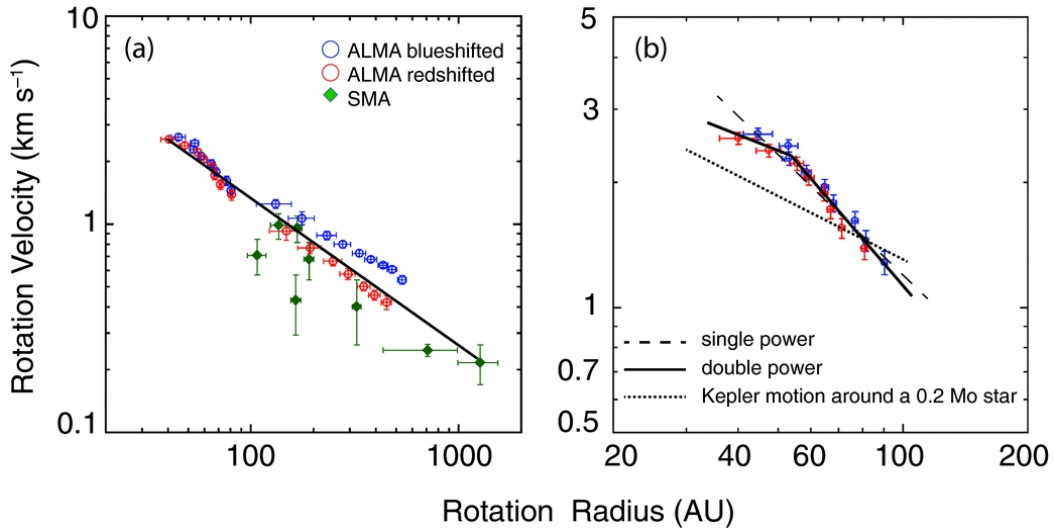 (a)
ALMA blueshifted
ALMA redshifted
SMA
10
1
0.1
100
1000
Rotation Velocity (km s⁻¹)
(b)
5
3
1
0.7
0.5
single power
double power
Kepler motion around a 0.2 Mo star
20
60
100
200
Rotation Radius (AU)